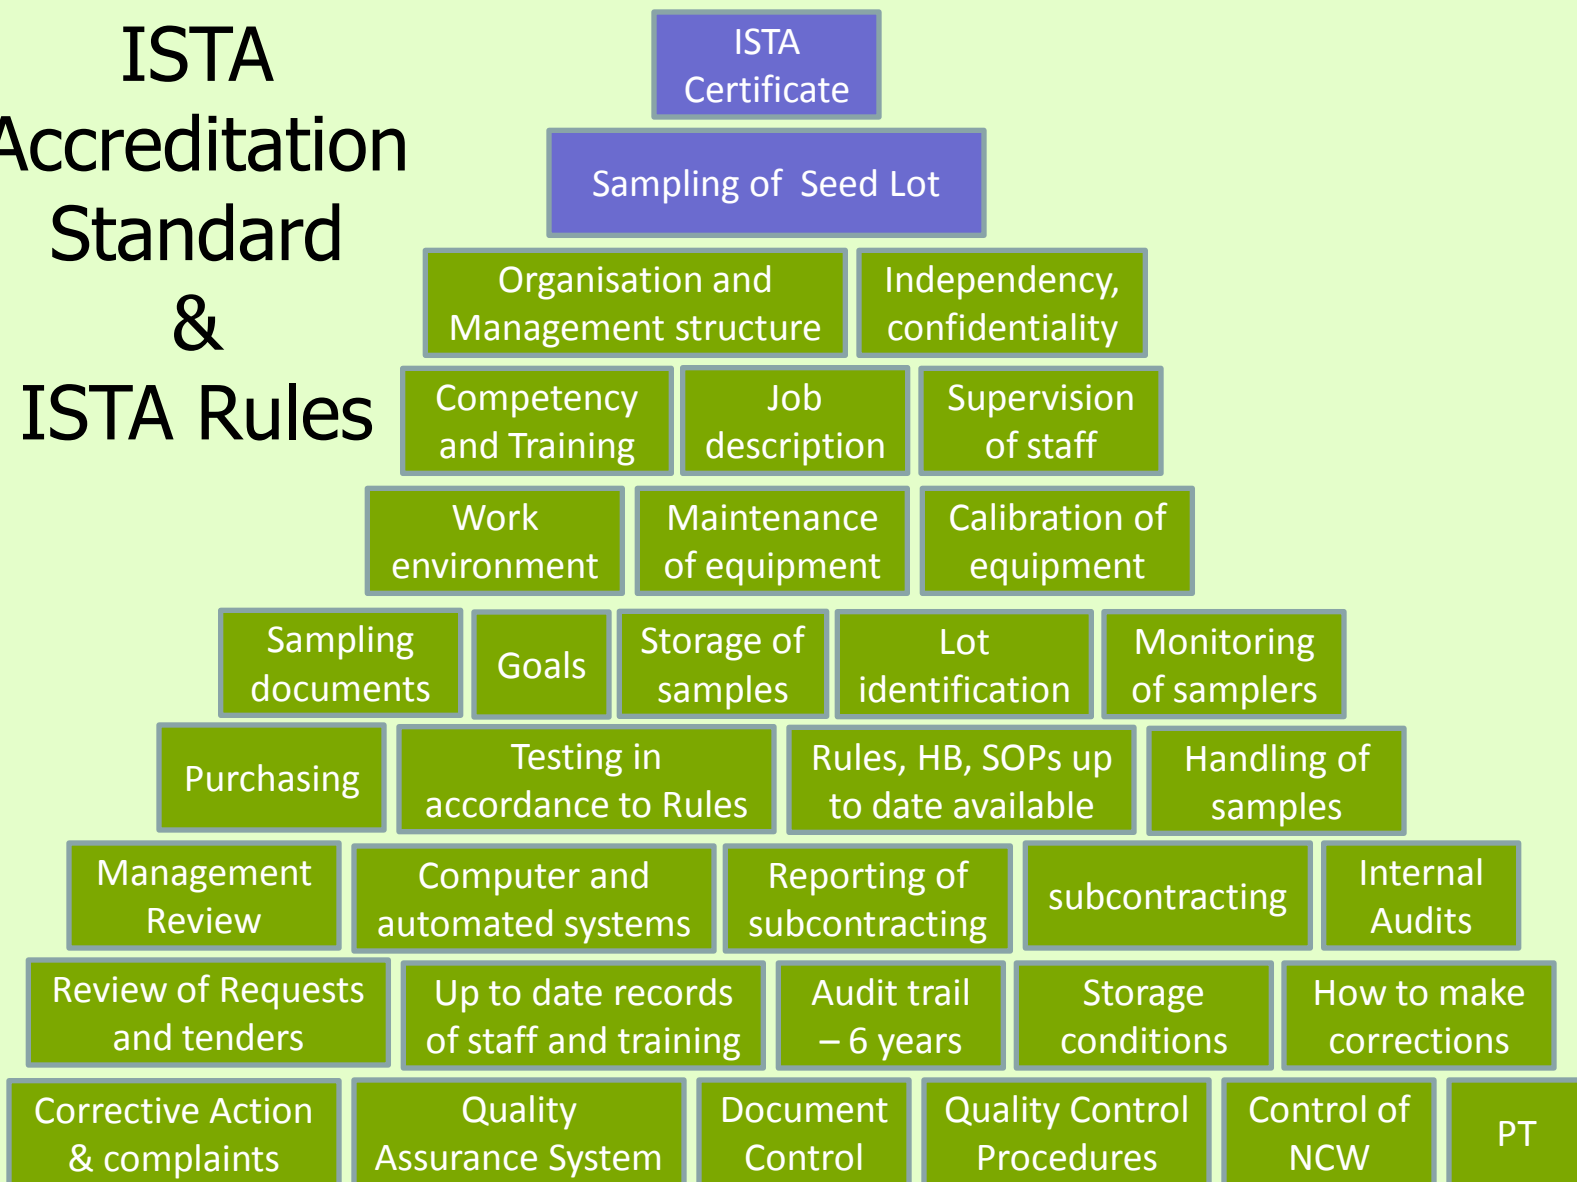 ISTA
Accreditation
Standard
&
ISTA Rules
ISTA
Certificate
Sampling of Seed Lot
Organisation and
Management structure
Independency,
confidentiality
Competency
and Training
Job
description
Supervision
of staff
Work
environment
Maintenance
of equipment
Calibration of
equipment
Sampling
documents
Goals
Storage of
samples
Lot
identification
Monitoring
of samplers
Purchasing
Testing in
accordance to Rules
Rules, HB, SOPs up
to date available
Handling of
samples
Management
Review
Computer and
automated systems
Reporting of
subcontracting
subcontracting
Internal
Audits
Review of Requests
and tenders
Up to date records
of staff and training
Audit trail
– 6 years
Storage
conditions
How to make
corrections
Corrective Action
& complaints
Quality
Assurance System
Document
Control
Quality Control
Procedures
Control of
NCW
PT